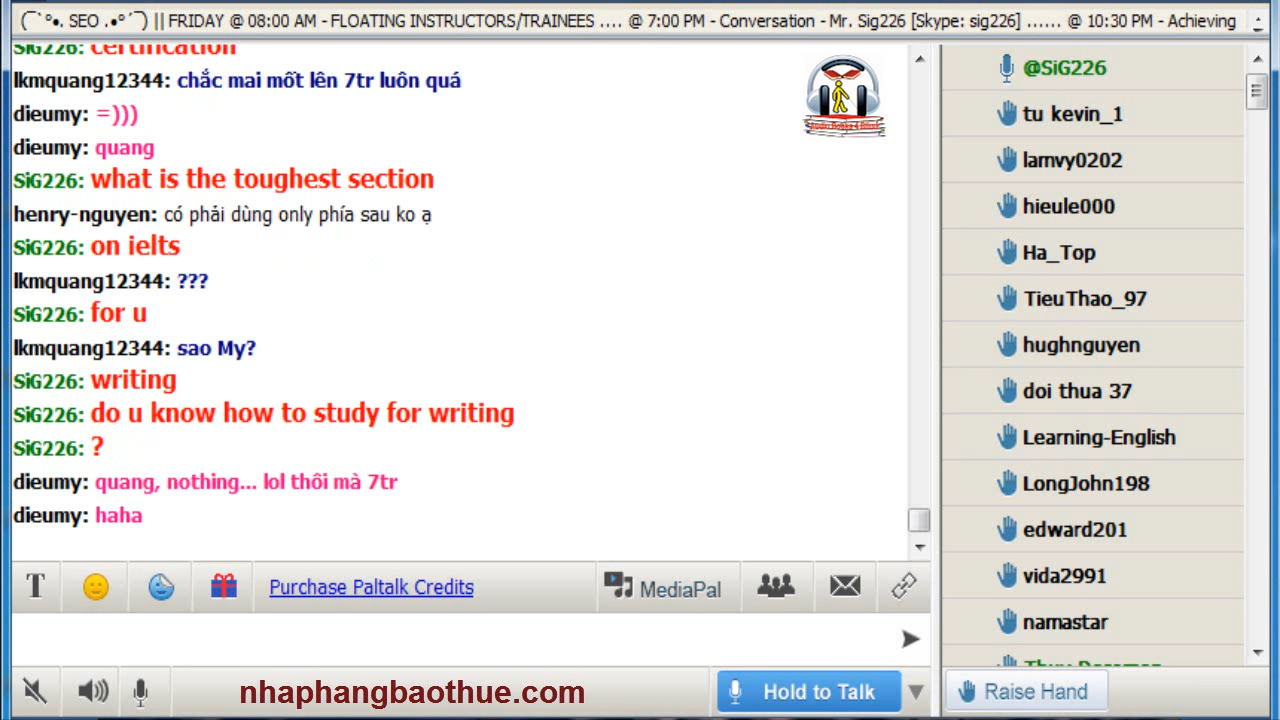 (¯`°•. SEO .•°´¯) || FRIDAY @ 08:00 AM - FLOATING INSTRUCTORS/TRAINEES .... @ 7:00 PM - Conversation - Mr. Sig226 [Skype: sig226] ...... @ 10:30 PM - Achieving
SiG226: certification
lkmquang12344: chắc mai mốt lên 7tr luôn quá
dieumy: =)))
dieumy: quang
SiG226: what is the toughest section
henry-nguyen: có phải dùng only phía sau ko ạ
SiG226: on ielts
lkmquang12344: ???
SiG226: for u
lkmquang12344: sao My?
SiG226: writing
SiG226: do u know how to study for writing
SiG226: ?
dieumy: quang, nothing... lol thôi mà 7tr
dieumy: haha
@SiG226
tu kevin_1
lamvy0202
hieule000
Ha_Top
TieuThao_97
hughnguyen
doi thua 37
Learning-English
LongJohn198
edward201
vida2991
namastar
T Purchase Paltalk Credits MediaPal
nhaphangbaothue.com
Hold to Talk
Raise Hand